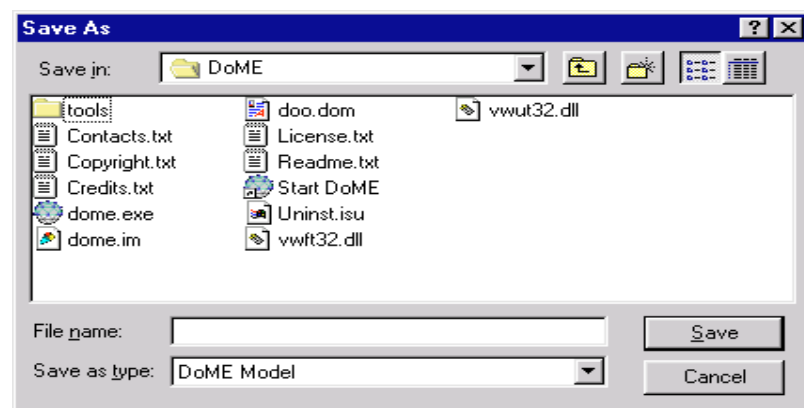 Save As
Save in: DoME
tools
Contacts.txt
Copyright.txt
Credits.txt
dome.exe
dome.im
doo.dom
License.txt
Readme.txt
Start DoME
Uninst.isu
vwft32.dll
vwut32.dll
File name:
Save
Save as type: DoME Model
Cancel